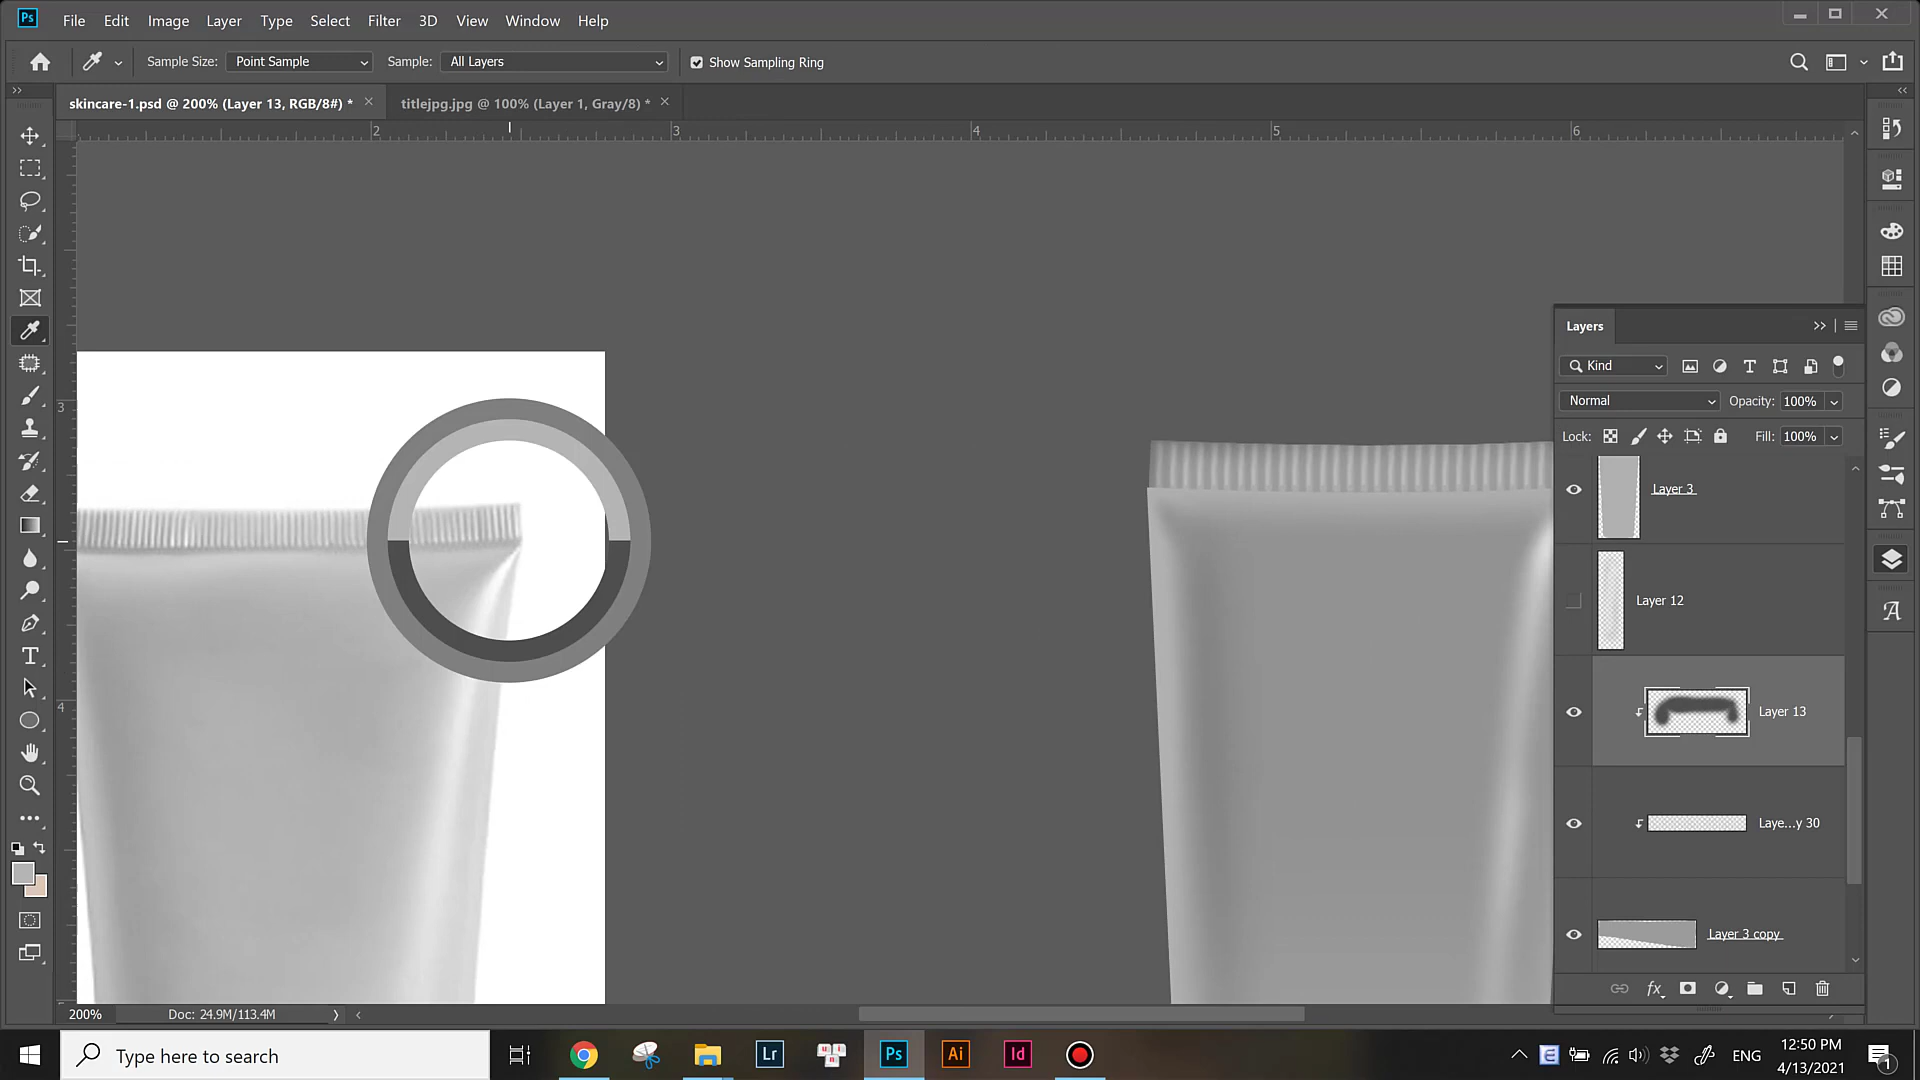 Ps File Edit Image Layer Type Select Filter 3D View Window Help
Sample Size: Point Sample Sample: All Layers Show Sampling Ring
skincare-1.psd @ 200% (Layer 13, RGB/8#) * titlejpg.jpg @ 100% (Layer 1, Gray/8) *
2 3 4 5 6
3
4
Layers
Kind
Normal Opacity: 100%
Lock: Fill: 100%
Layer 3
Layer 12
Layer 13
Laye...y 30
Layer 3 copy
200% Doc: 24.9M/113.4M
Type here to search
Lr Ps Ai Id
ENG
12:50 PM
4/13/2021
1